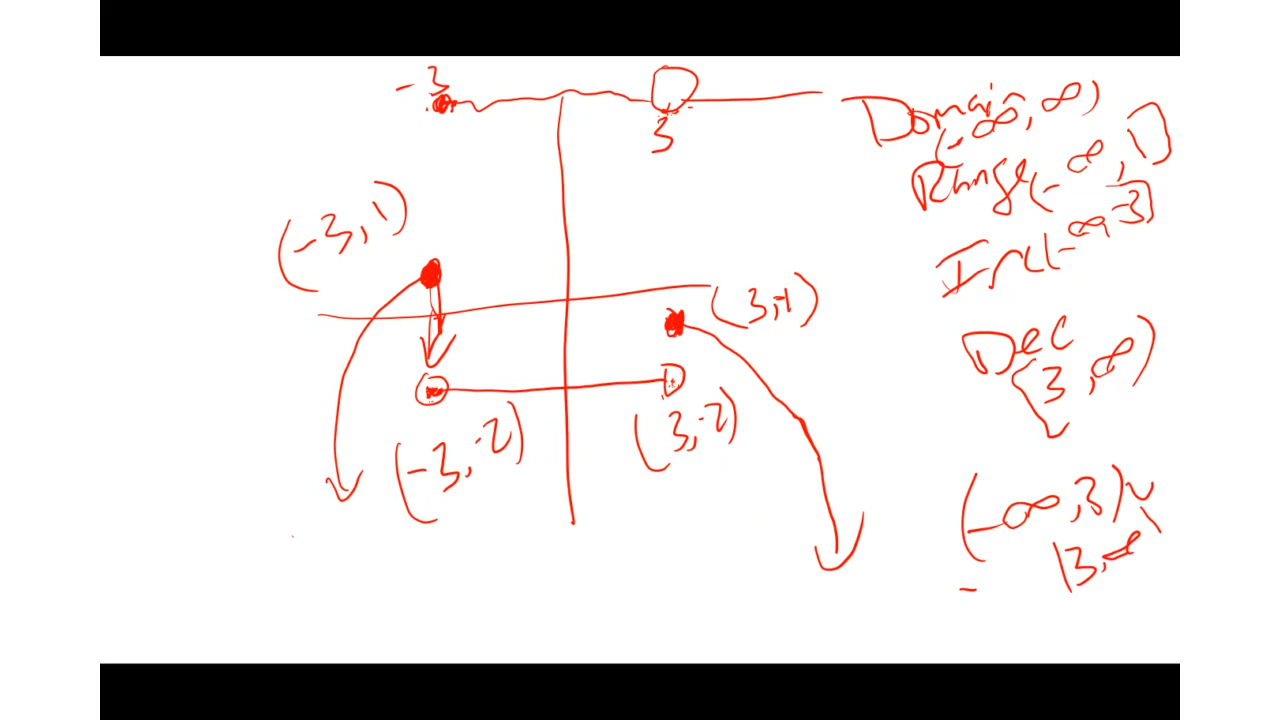 -3
3
Domain
(-∞,∞)
Range(-∞,1]
(-3,1)
Inc(-∞,-3)
(3,-1)
Dec
(3,∞)
(3,-2)
(-3,-2)
(-∞,3)∪
(3,∞)